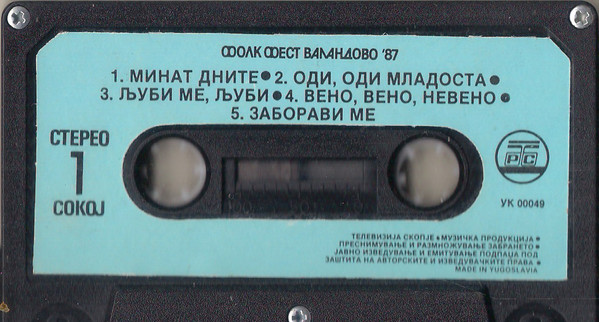 ФОЛК ФЕСТ ВАЛАНДОВО '87
1. МИНАТ ДНИТЕ ● 2. ОДИ, ОДИ МЛАДОСТА ●
3. ЉУБИ МЕ, ЉУБИ ● 4. ВЕНО, ВЕНО, НЕВЕНО ●
5. ЗАБОРАВИ МЕ
СТЕРЕО
1
СОКОЈ
РТС
УК 00049
ТЕЛЕВИЗИЈА СКОПЈЕ ● МУЗИЧКА ПРОДУКЦИЈА ●
ПРЕСНИМУВАЊЕ И РАЗМНОЖУВАЊЕ ЗАБРАНЕТО ●
ЈАВНО ИЗВЕДУВАЊЕ И ЕМИТУВАЊЕ ПОДПАЃА ПОД
ЗАШТИТА НА АВТОРСКИТЕ И ИЗВЕДУВАЧКИТЕ ПРАВА ●
MADE IN YUGOSLAVIA